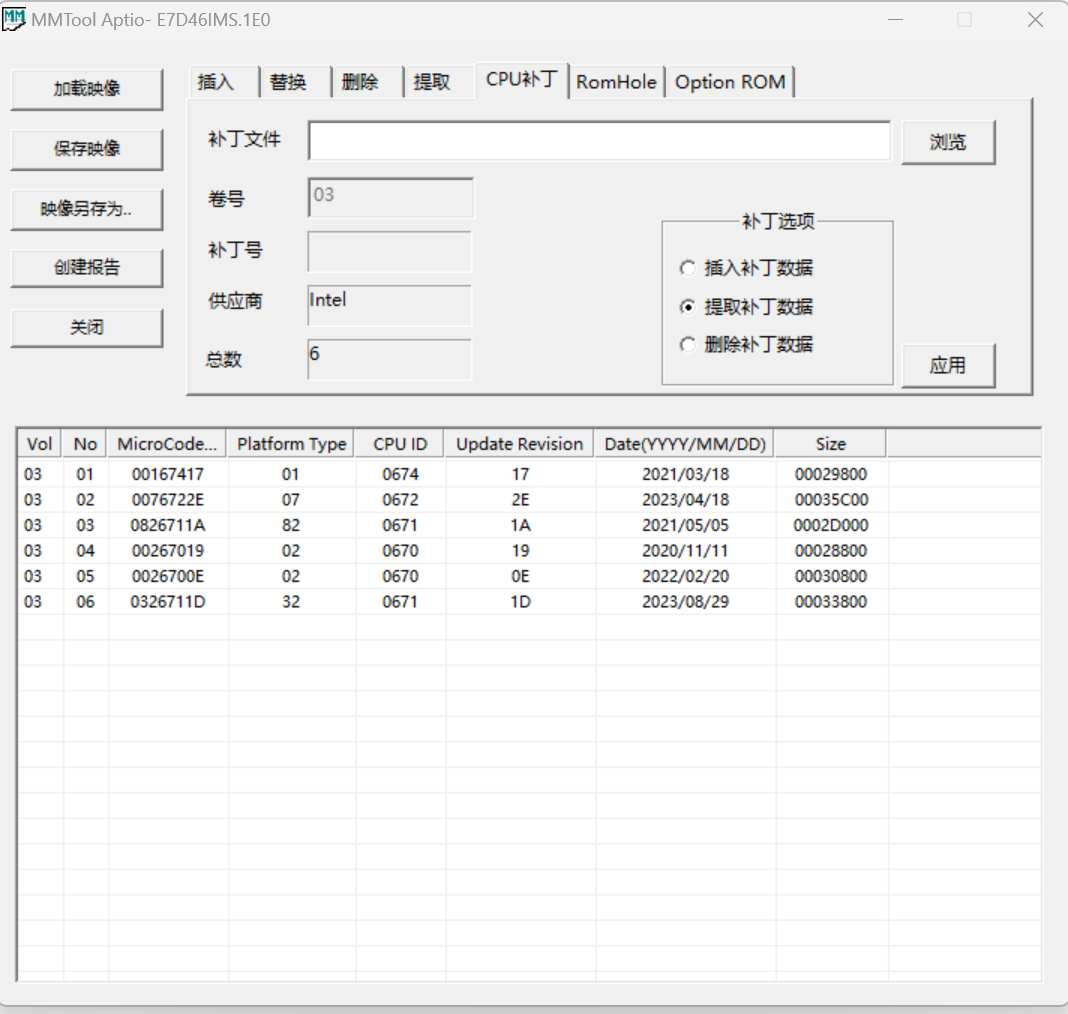 MMTool Aptio- E7D46IMS.1E0
加载映像
保存映像
映像另存为..
创建报告
关闭
插入 替换 删除 提取 CPU补丁 RomHole Option ROM
补丁文件 浏览
卷号 03
补丁号
供应商 Intel
总数 6
补丁选项
插入补丁数据
提取补丁数据
删除补丁数据
应用
Vol No MicroCode... Platform Type CPU ID Update Revision Date(YYYY/MM/DD) Size
03 01 00167417 01 0674 17 2021/03/18 00029800
03 02 0076722E 07 0672 2E 2023/04/18 00035C00
03 03 0826711A 82 0671 1A 2021/05/05 0002D000
03 04 00267019 02 0670 19 2020/11/11 00028800
03 05 0026700E 02 0670 0E 2022/02/20 00030800
03 06 0326711D 32 0671 1D 2023/08/29 00033800